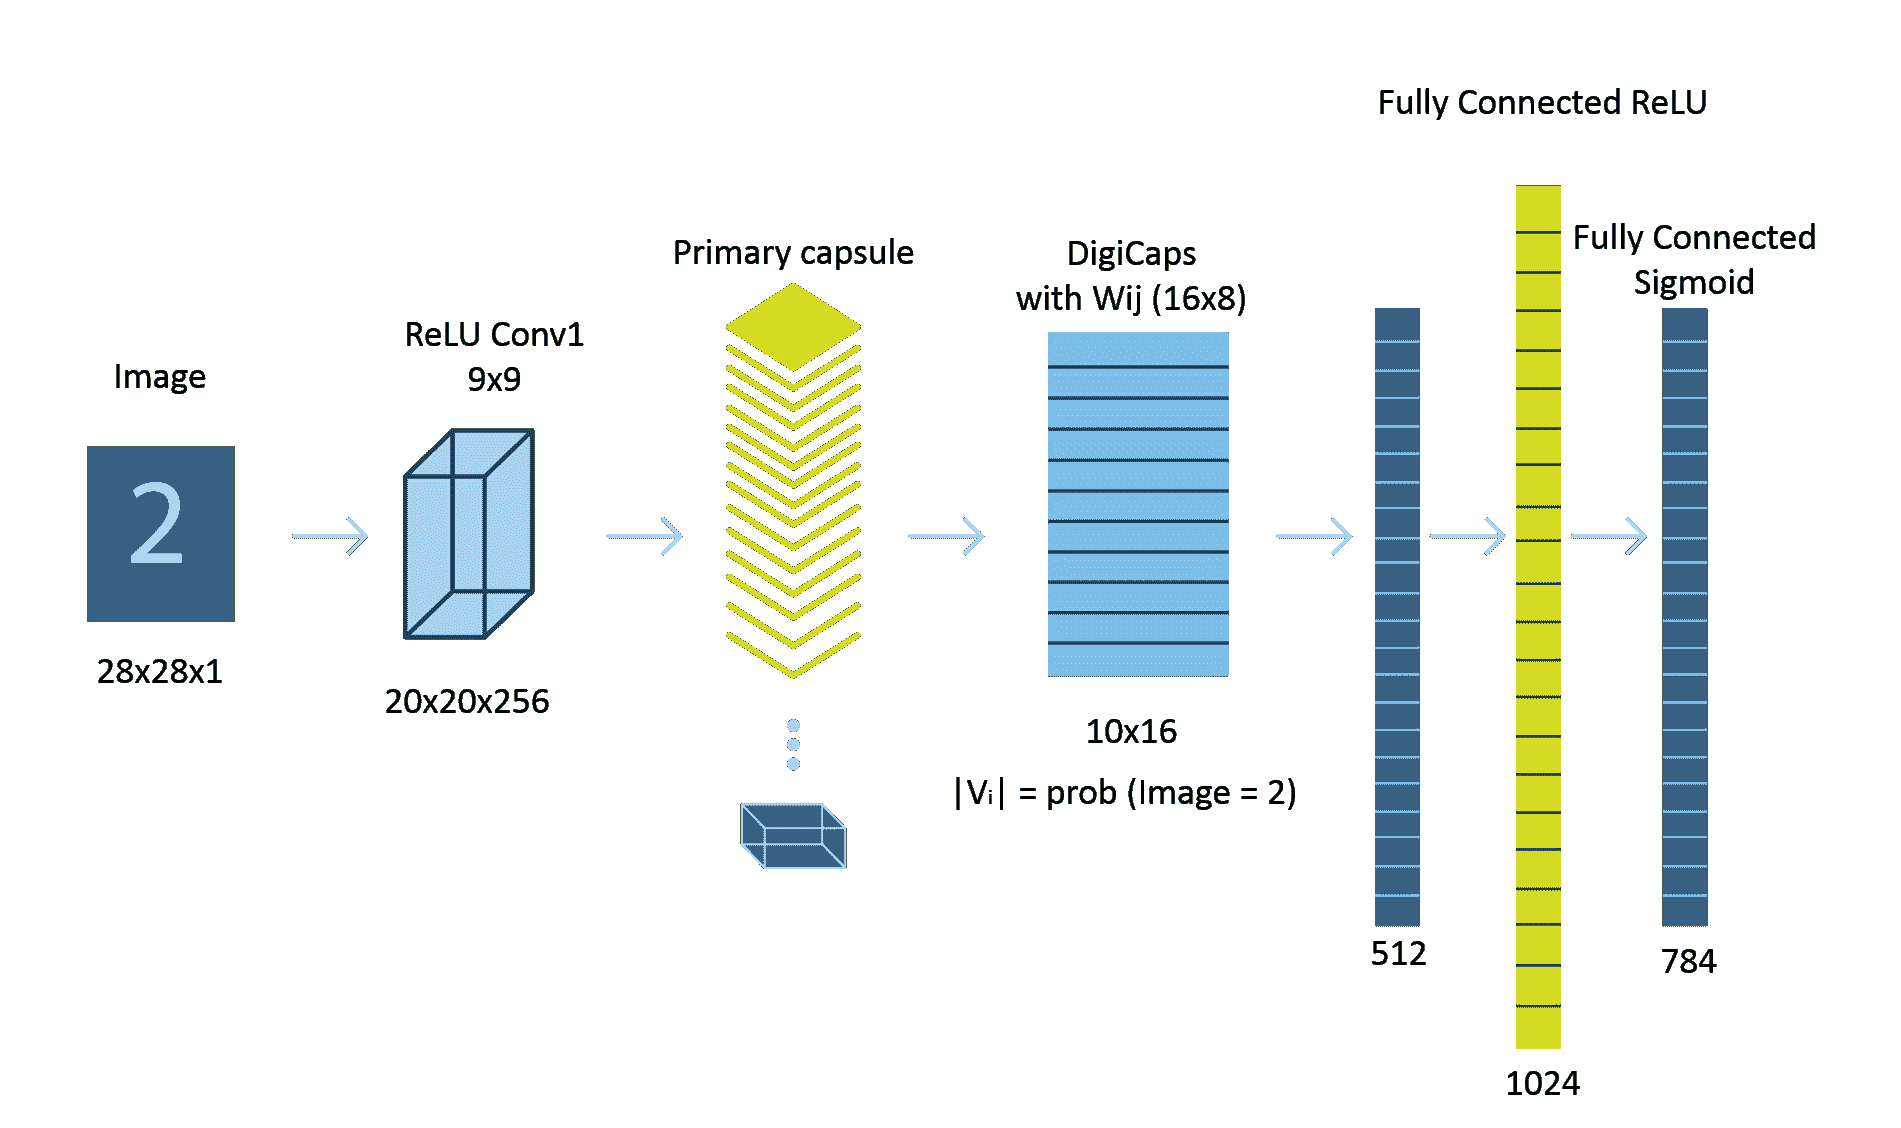 Image
2
28x28x1
ReLU Conv1
9x9
20x20x256
Primary capsule
DigiCaps
with Wij (16x8)
10x16
|Vᵢ| = prob (Image = 2)
Fully Connected ReLU
512
1024
Fully Connected
Sigmoid
784